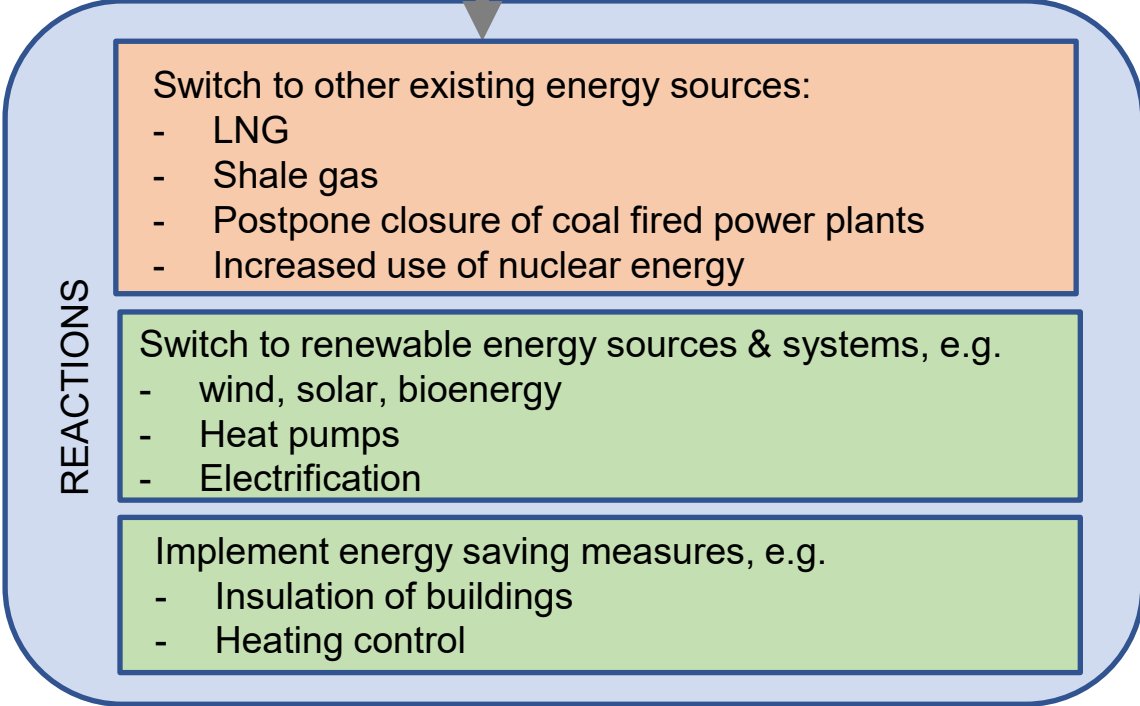 REACTIONS
Switch to other existing energy sources:
- LNG
- Shale gas
- Postpone closure of coal fired power plants
- Increased use of nuclear energy
Switch to renewable energy sources & systems, e.g.
- wind, solar, bioenergy
- Heat pumps
- Electrification
Implement energy saving measures, e.g.
- Insulation of buildings
- Heating control